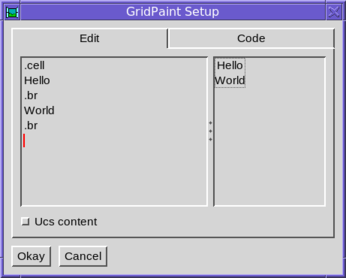 GridPaint Setup
Edit
Code
.cell
Hello
.br
World
.br
Hello
World
Ucs content
Okay
Cancel